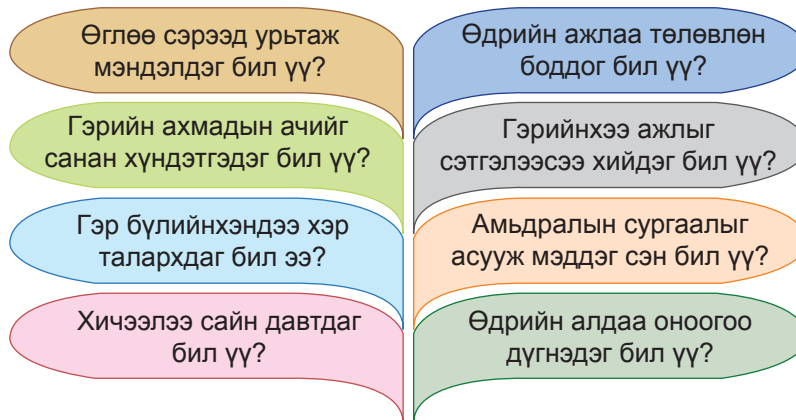 Өглөө сэрээд урьтаж
мэндэлдэг бил үү?
Өдрийн ажлаа төлөвлөн
боддог бил үү?
Гэрийн ахмадын ачийг
санан хүндэтгэдэг бил үү?
Гэрийнхээ ажлыг
сэтгэлээсээ хийдэг бил үү?
Гэр бүлийнхэндээ хэр
талархдаг бил ээ?
Амьдралын сургаалыг
асууж мэддэг сэн бил үү?
Хичээлээ сайн давтдаг
бил үү?
Өдрийн алдаа оноогоо
дүгнэдэг бил үү?